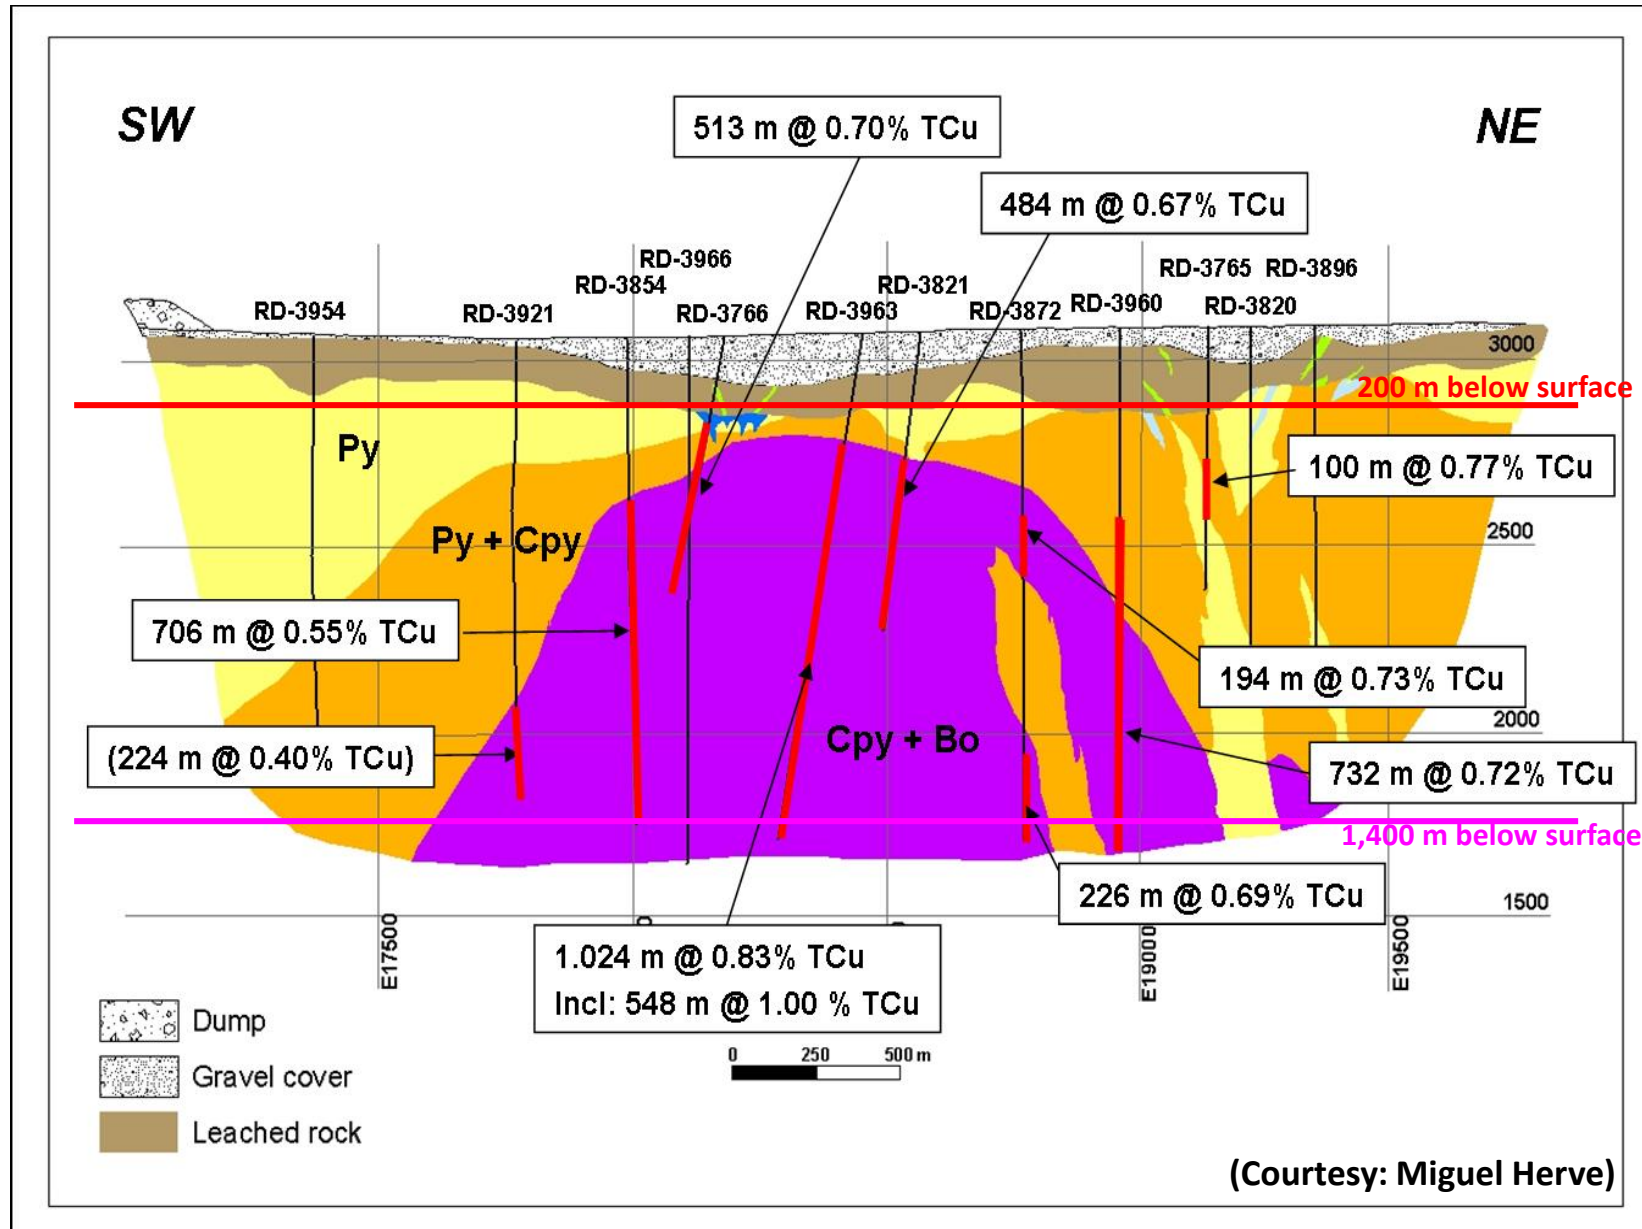 SW
NE
513 m @ 0.70% TCu
484 m @ 0.67% TCu
RD-3966
RD-3765
RD-3896
RD-3854
RD-3821
RD-3954
RD-3921
RD-3766
RD-3963
RD-3872
RD-3960
RD-3820
3000
200 m below surface
Py
100 m @ 0.77% TCu
Py + Cpy
2500
706 m @ 0.55% TCu
194 m @ 0.73% TCu
2000
(224 m @ 0.40% TCu)
Cpy + Bo
732 m @ 0.72% TCu
1,400 m below surface
226 m @ 0.69% TCu
1500
E17500
E19000
E19500
1.024 m @ 0.83% TCu
Incl: 548 m @ 1.00 % TCu
Dump
0 250 500 m
Gravel cover
Leached rock
(Courtesy: Miguel Herve)